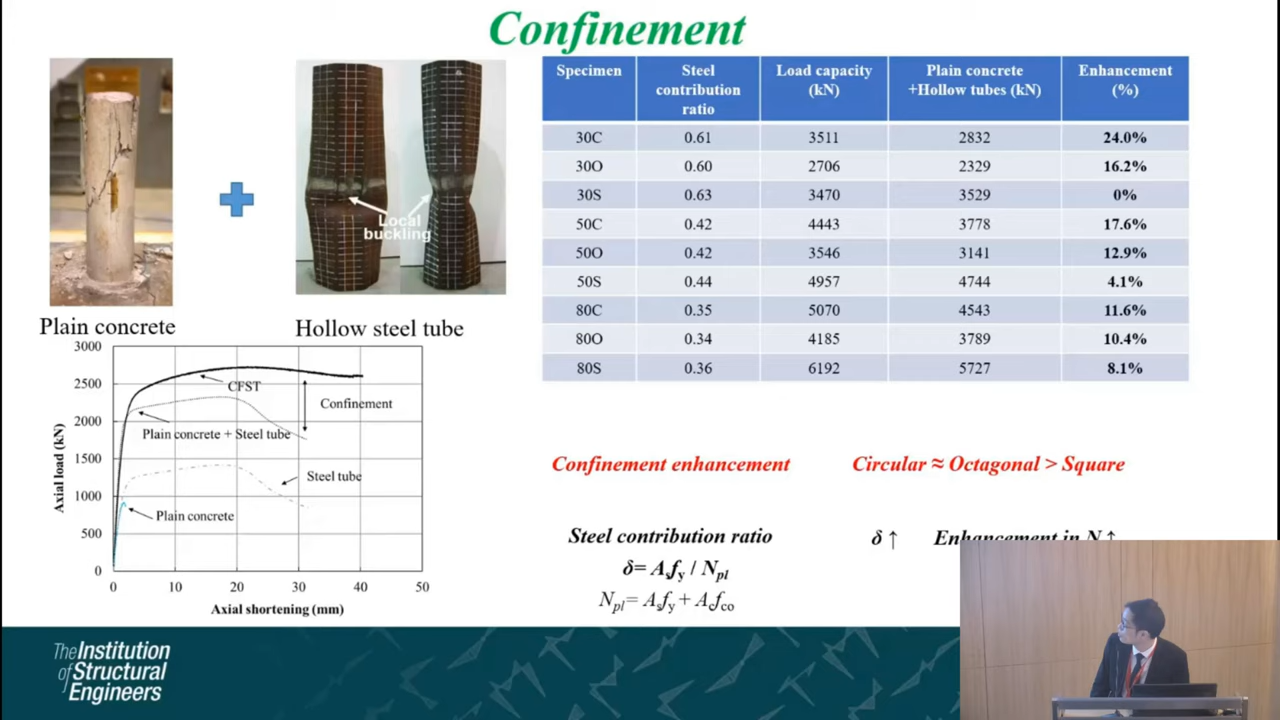 Confinement
Local
buckling
Plain concrete
Hollow steel tube
Specimen Steel contribution ratio Load capacity (kN) Plain concrete +Hollow tubes (kN) Enhancement (%)
30C 0.61 3511 2832 24.0%
30O 0.60 2706 2329 16.2%
30S 0.63 3470 3529 0%
50C 0.42 4443 3778 17.6%
50O 0.42 3546 3141 12.9%
50S 0.44 4957 4744 4.1%
80C 0.35 5070 4543 11.6%
80O 0.34 4185 3789 10.4%
80S 0.36 6192 5727 8.1%
Axial load (kN)
3000
2500
2000
1500
1000
500
0
0 10 20 30 40 50
Axial shortening (mm)
CFST
Confinement
Plain concrete + Steel tube
Steel tube
Plain concrete
Confinement enhancement
Circular ≈ Octagonal > Square
Steel contribution ratio
δ ↑ Enhancement in N ↑
δ= Asfy / Npl
Npl= Asfy + Acfco
The Institution
of Structural
Engineers